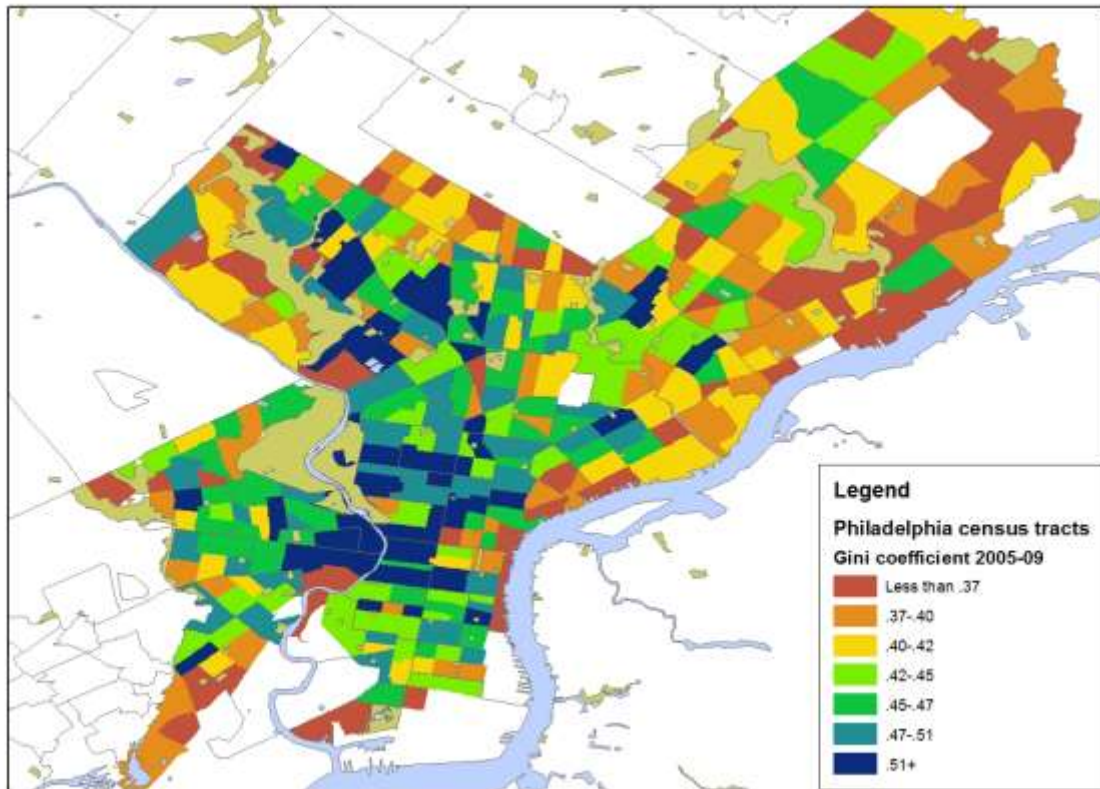 Legend
Philadelphia census tracts
Gini coefficient 2005-09
Less than .37
.37-.40
.40-.42
.42-.45
.45-.47
.47-.51
.51+